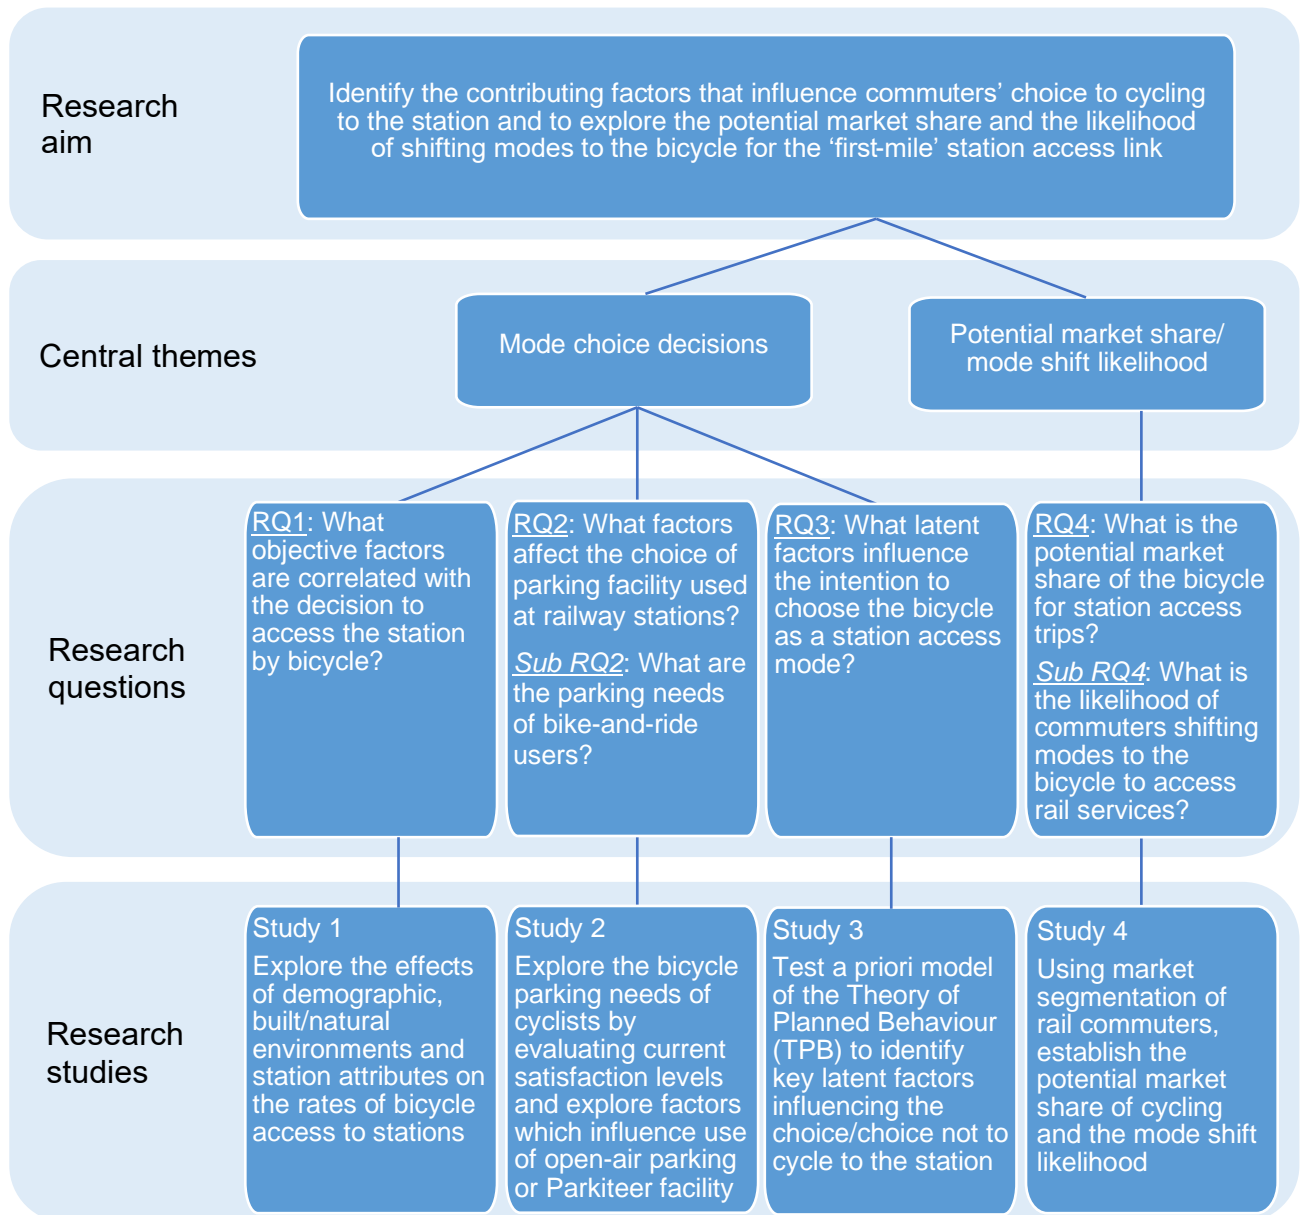 Research
aim
Identify the contributing factors that influence commuters’ choice to cycling
to the station and to explore the potential market share and the likelihood
of shifting modes to the bicycle for the ‘first-mile’ station access link
Central themes
Mode choice decisions
Potential market share/
mode shift likelihood
Research
questions
RQ1: What
objective factors
are correlated with
the decision to
access the station
by bicycle?
RQ2: What factors
affect the choice of
parking facility used
at railway stations?
Sub RQ2: What are
the parking needs
of bike-and-ride
users?
RQ3: What latent
factors influence
the intention to
choose the bicycle
as a station access
mode?
RQ4: What is the
potential market
share of the bicycle
for station access
trips?
Sub RQ4: What is
the likelihood of
commuters shifting
modes to the
bicycle to access
rail services?
Research
studies
Study 1
Explore the effects
of demographic,
built/natural
environments and
station attributes on
the rates of bicycle
access to stations
Study 2
Explore the bicycle
parking needs of
cyclists by
evaluating current
satisfaction levels
and explore factors
which influence use
of open-air parking
or Parkiteer facility
Study 3
Test a priori model
of the Theory of
Planned Behaviour
(TPB) to identify
key latent factors
influencing the
choice/choice not to
cycle to the station
Study 4
Using market
segmentation of
rail commuters,
establish the
potential market
share of cycling
and the mode shift
likelihood